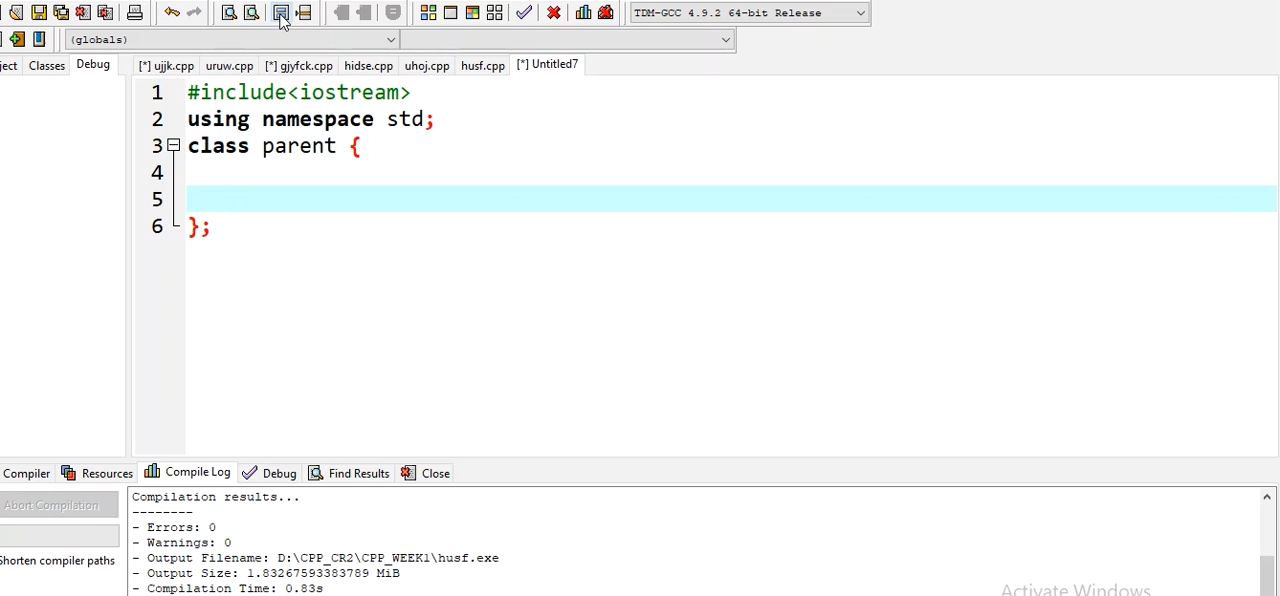 TDM-GCC 4.9.2 64-bit Release
(globals)
ject Classes Debug [*] ujjk.cpp uruw.cpp [*] gjyfck.cpp hidse.cpp uhoj.cpp husf.cpp [*] Untitled7
1 #include<iostream>
2 using namespace std;
3 class parent {
4
5
6 };
Compiler Resources Compile Log Debug Find Results Close
Abort Compilation
Shorten compiler paths
Compilation results...
--------
- Errors: 0
- Warnings: 0
- Output Filename: D:\CPP_CR2\CPP_WEEK1\husf.exe
- Output Size: 1.83267593383789 MiB
- Compilation Time: 0.83s
Activate Windows